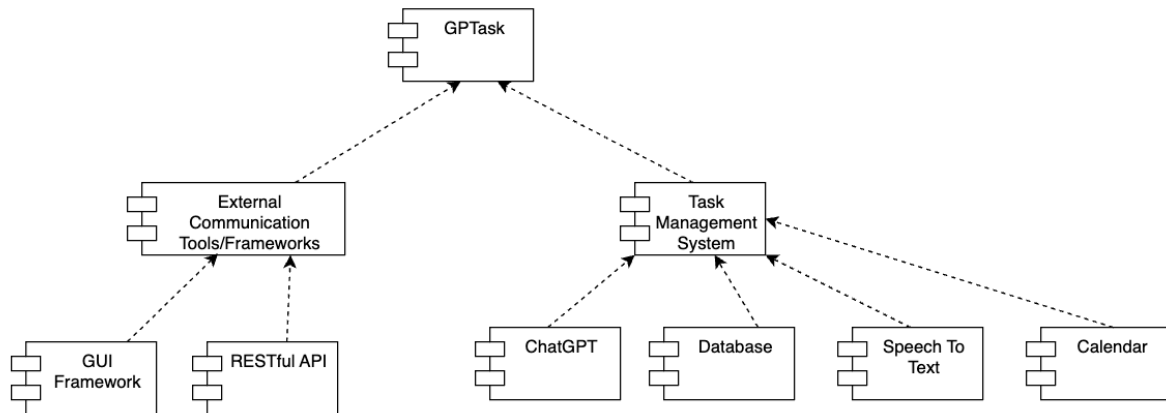 GPTask
External
Communication
Tools/Frameworks
Task
Management
System
GUI
Framework
RESTful API
ChatGPT
Database
Speech To
Text
Calendar